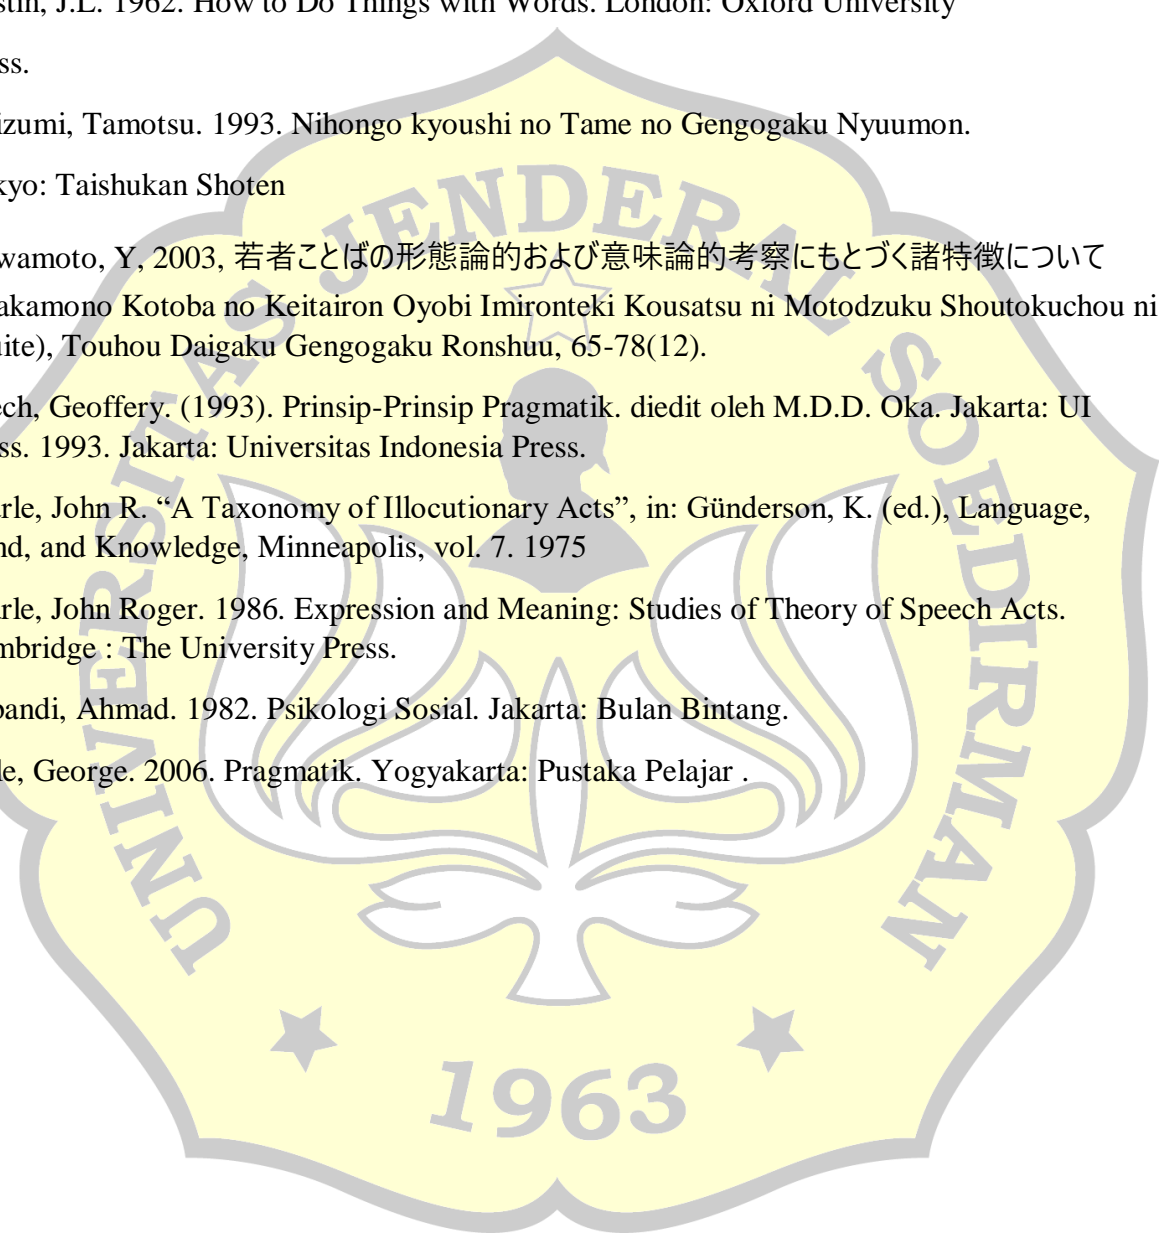 stin, J.L. 1962. How to Do Things with Words. London: Oxford University
ss.
izumi, Tamotsu. 1993. Nihongo kyoushi no Tame no Gengogaku Nyuumon.
kyo: Taishukan Shoten
wamoto, Y, 2003, 若者ことばの形態論的および意味論的考察にもとづく諸特徴について
akamono Kotoba no Keitairon Oyobi Imironteki Kousatsu ni Motodzuku Shoutokuchou ni
uite), Touhou Daigaku Gengogaku Ronshuu, 65-78(12).
ech, Geoffery. (1993). Prinsip-Prinsip Pragmatik. diedit oleh M.D.D. Oka. Jakarta: UI
ss. 1993. Jakarta: Universitas Indonesia Press.
rle, John R. “A Taxonomy of Illocutionary Acts”, in: Günderson, K. (ed.), Language,
nd, and Knowledge, Minneapolis, vol. 7. 1975
rle, John Roger. 1986. Expression and Meaning: Studies of Theory of Speech Acts.
mbridge : The University Press.
bandi, Ahmad. 1982. Psikologi Sosial. Jakarta: Bulan Bintang.
le, George. 2006. Pragmatik. Yogyakarta: Pustaka Pelajar .
UNIVERSITAS JENDERAL SOEDIRMAN
1963